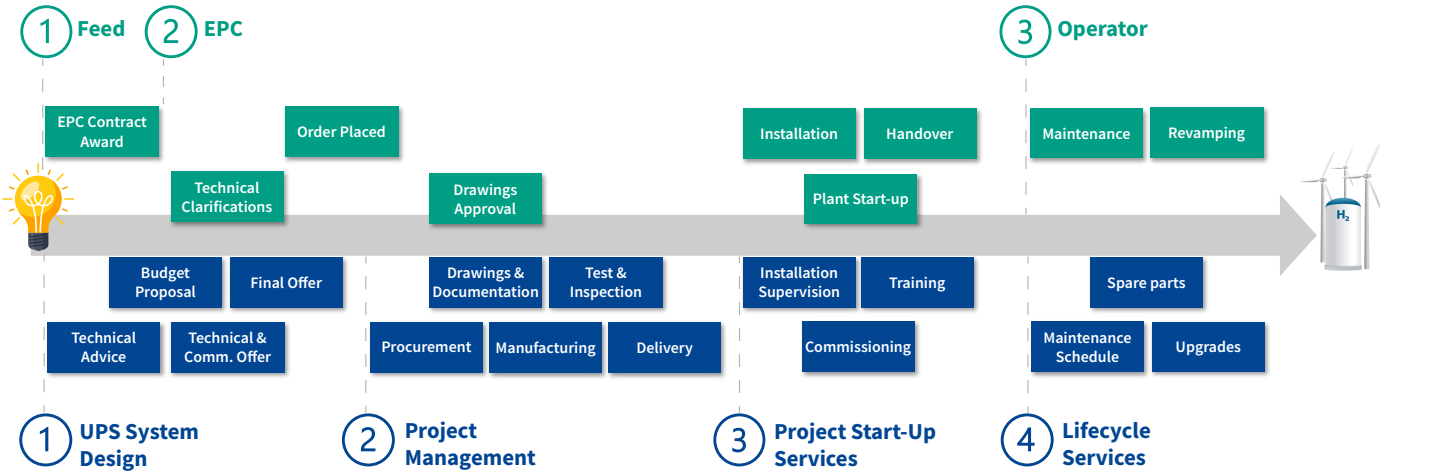 1 Feed
2 EPC
3 Operator
EPC Contract
Award
Order Placed
Installation
Handover
Maintenance
Revamping
Technical
Clarifications
Drawings
Approval
Plant Start-up
H₂
Budget
Proposal
Final Offer
Drawings &
Documentation
Test &
Inspection
Installation
Supervision
Training
Spare parts
Technical
Advice
Technical &
Comm. Offer
Procurement
Manufacturing
Delivery
Commissioning
Maintenance
Schedule
Upgrades
1 UPS System
Design
2 Project
Management
3 Project Start-Up
Services
4 Lifecycle
Services